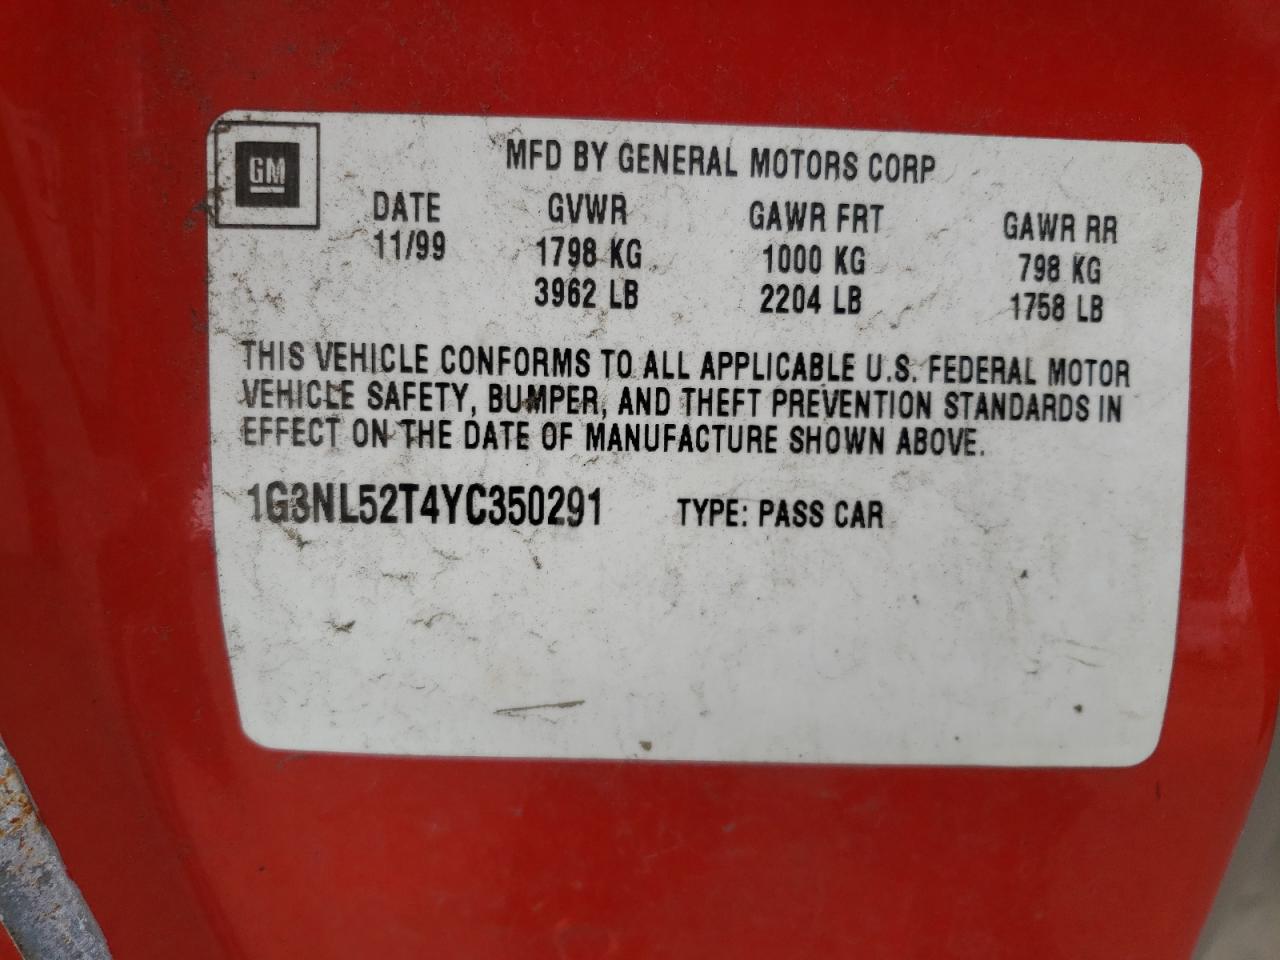 GM
MFD BY GENERAL MOTORS CORP
DATE GVWR GAWR FRT GAWR RR
11/99 1798 KG 1000 KG 798 KG
3962 LB 2204 LB 1758 LB
THIS VEHICLE CONFORMS TO ALL APPLICABLE U.S. FEDERAL MOTOR
VEHICLE SAFETY, BUMPER, AND THEFT PREVENTION STANDARDS IN
EFFECT ON THE DATE OF MANUFACTURE SHOWN ABOVE.
1G3NL52T4YC350291 TYPE: PASS CAR